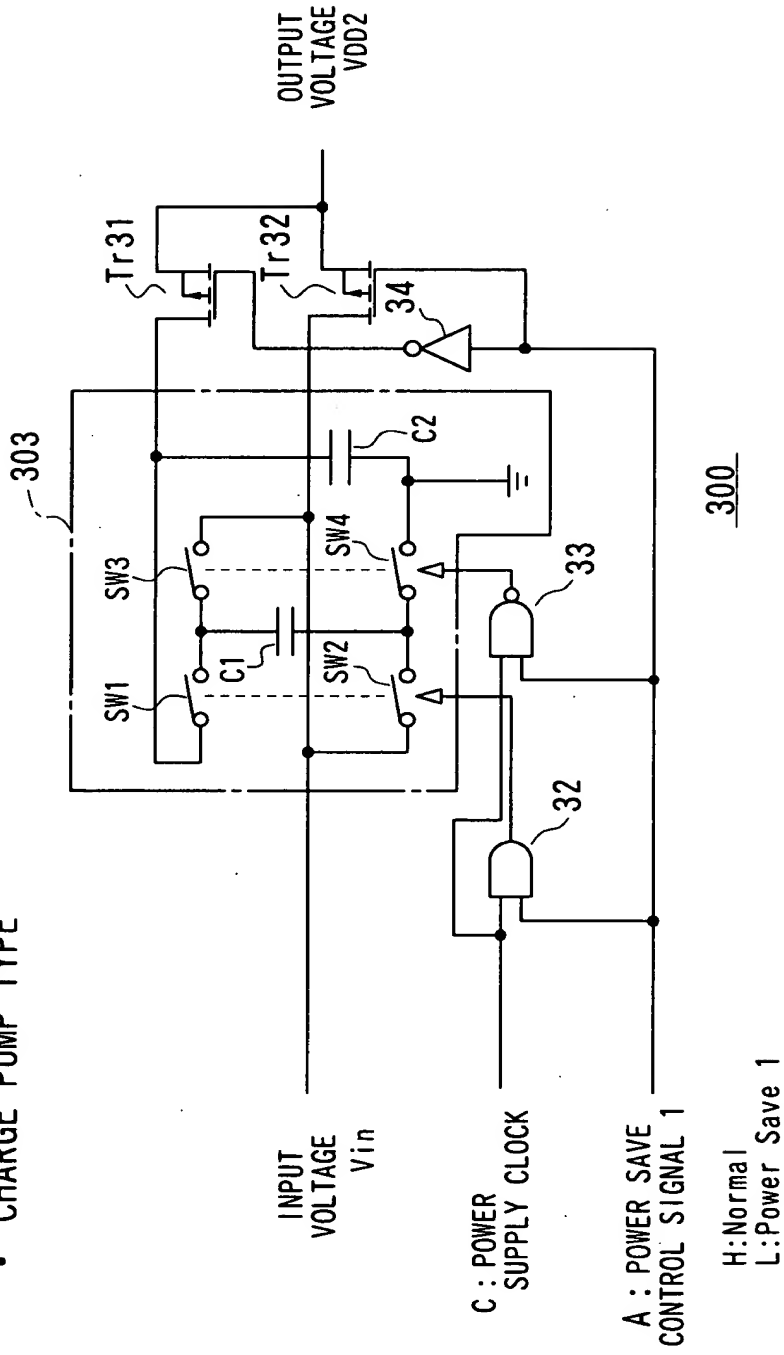 • CHARGE PUMP TYPE
303
SW1
SW3
C1
C2
SW2
SW4
Tr31
Tr32
34
OUTPUT
VOLTAGE
VDD2
INPUT
VOLTAGE
Vin
C : POWER
SUPPLY CLOCK
32
33
A : POWER SAVE
CONTROL SIGNAL 1
H:Normal
L:Power Save 1
300